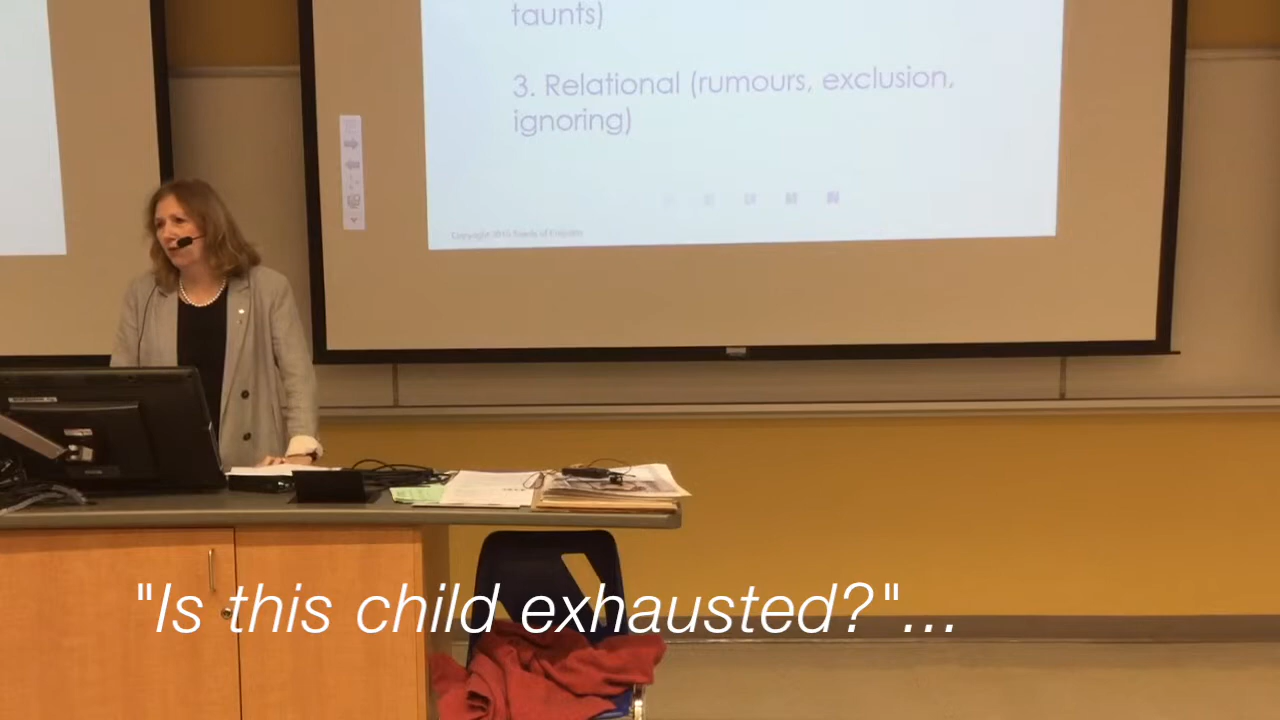 taunts)
3. Relational (rumours, exclusion,
ignoring)
"Is this child exhausted?"...